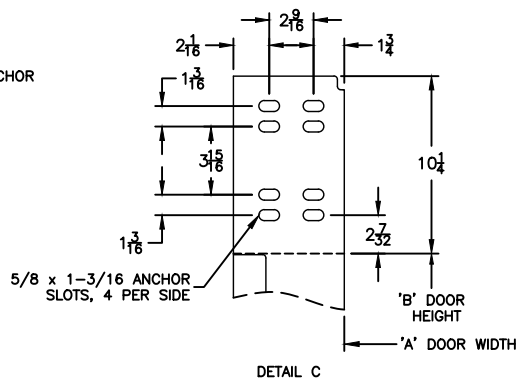 2 9/16
2 1/16
1 3/4
CHOR
1 3/16
3 15/16
10 1/4
1 3/16
2 7/32
5/8 x 1-3/16 ANCHOR
SLOTS, 4 PER SIDE
'B' DOOR
HEIGHT
'A' DOOR WIDTH
DETAIL C